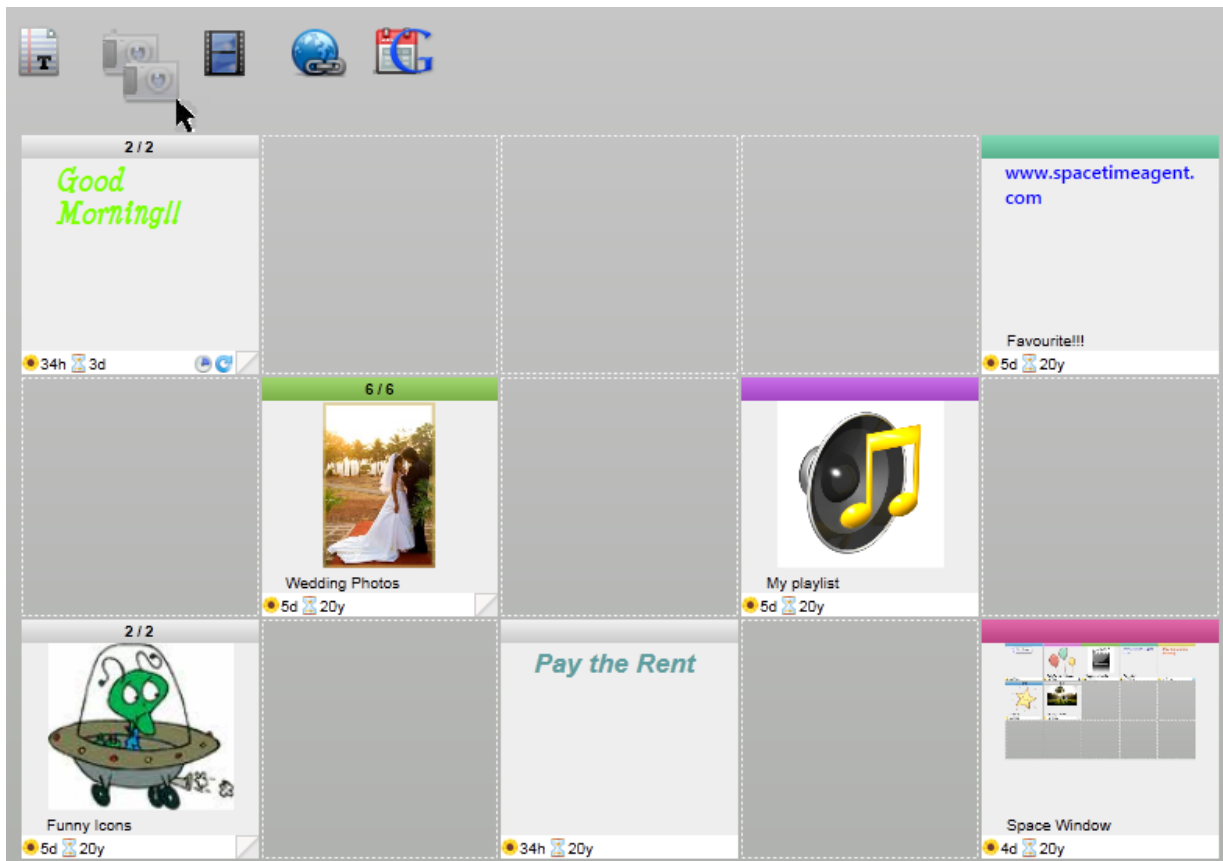 T
G
2 / 2
Good
Morning!!
34h 3d
www.spacetimeagent.
com
Favourite!!!
5d 20y
6 / 6
Wedding Photos
5d 20y
My playlist
5d 20y
2 / 2
Funny Icons
5d 20y
Pay the Rent
34h 20y
Space Window
4d 20y